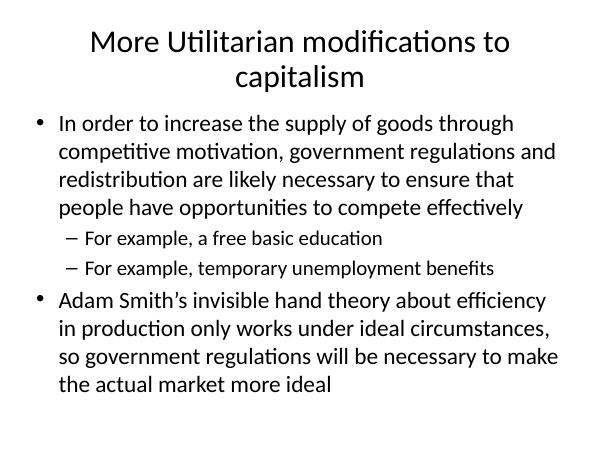 More Utilitarian modifications to
capitalism
• In order to increase the supply of goods through
competitive motivation, government regulations and
redistribution are likely necessary to ensure that
people have opportunities to compete effectively
– For example, a free basic education
– For example, temporary unemployment benefits
• Adam Smith’s invisible hand theory about efficiency
in production only works under ideal circumstances,
so government regulations will be necessary to make
the actual market more ideal